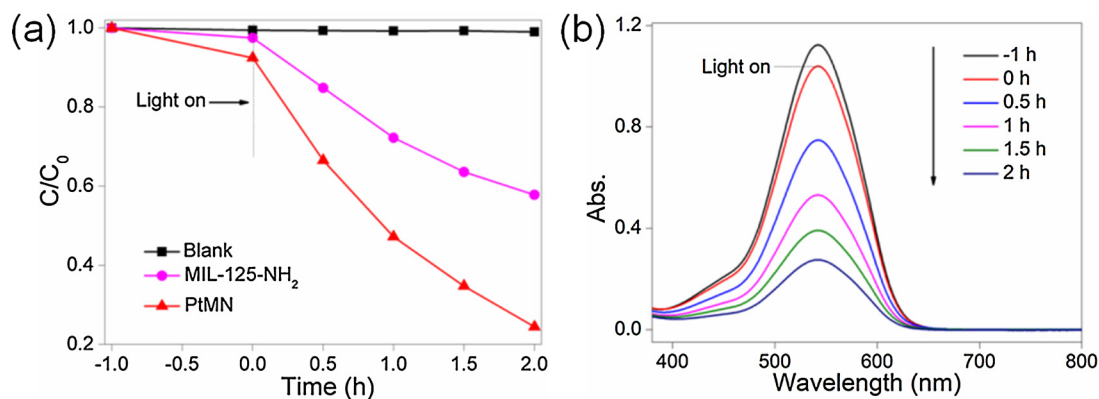 (a)
1.0
0.8
0.6
0.4
0.2
C/C₀
Light on
Blank
MIL-125-NH₂
PtMN
-1.0 -0.5 0.0 0.5 1.0 1.5 2.0
Time (h)
(b)
1.2
0.8
0.4
0.0
Abs.
Light on
-1 h
0 h
0.5 h
1 h
1.5 h
2 h
400 500 600 700 800
Wavelength (nm)